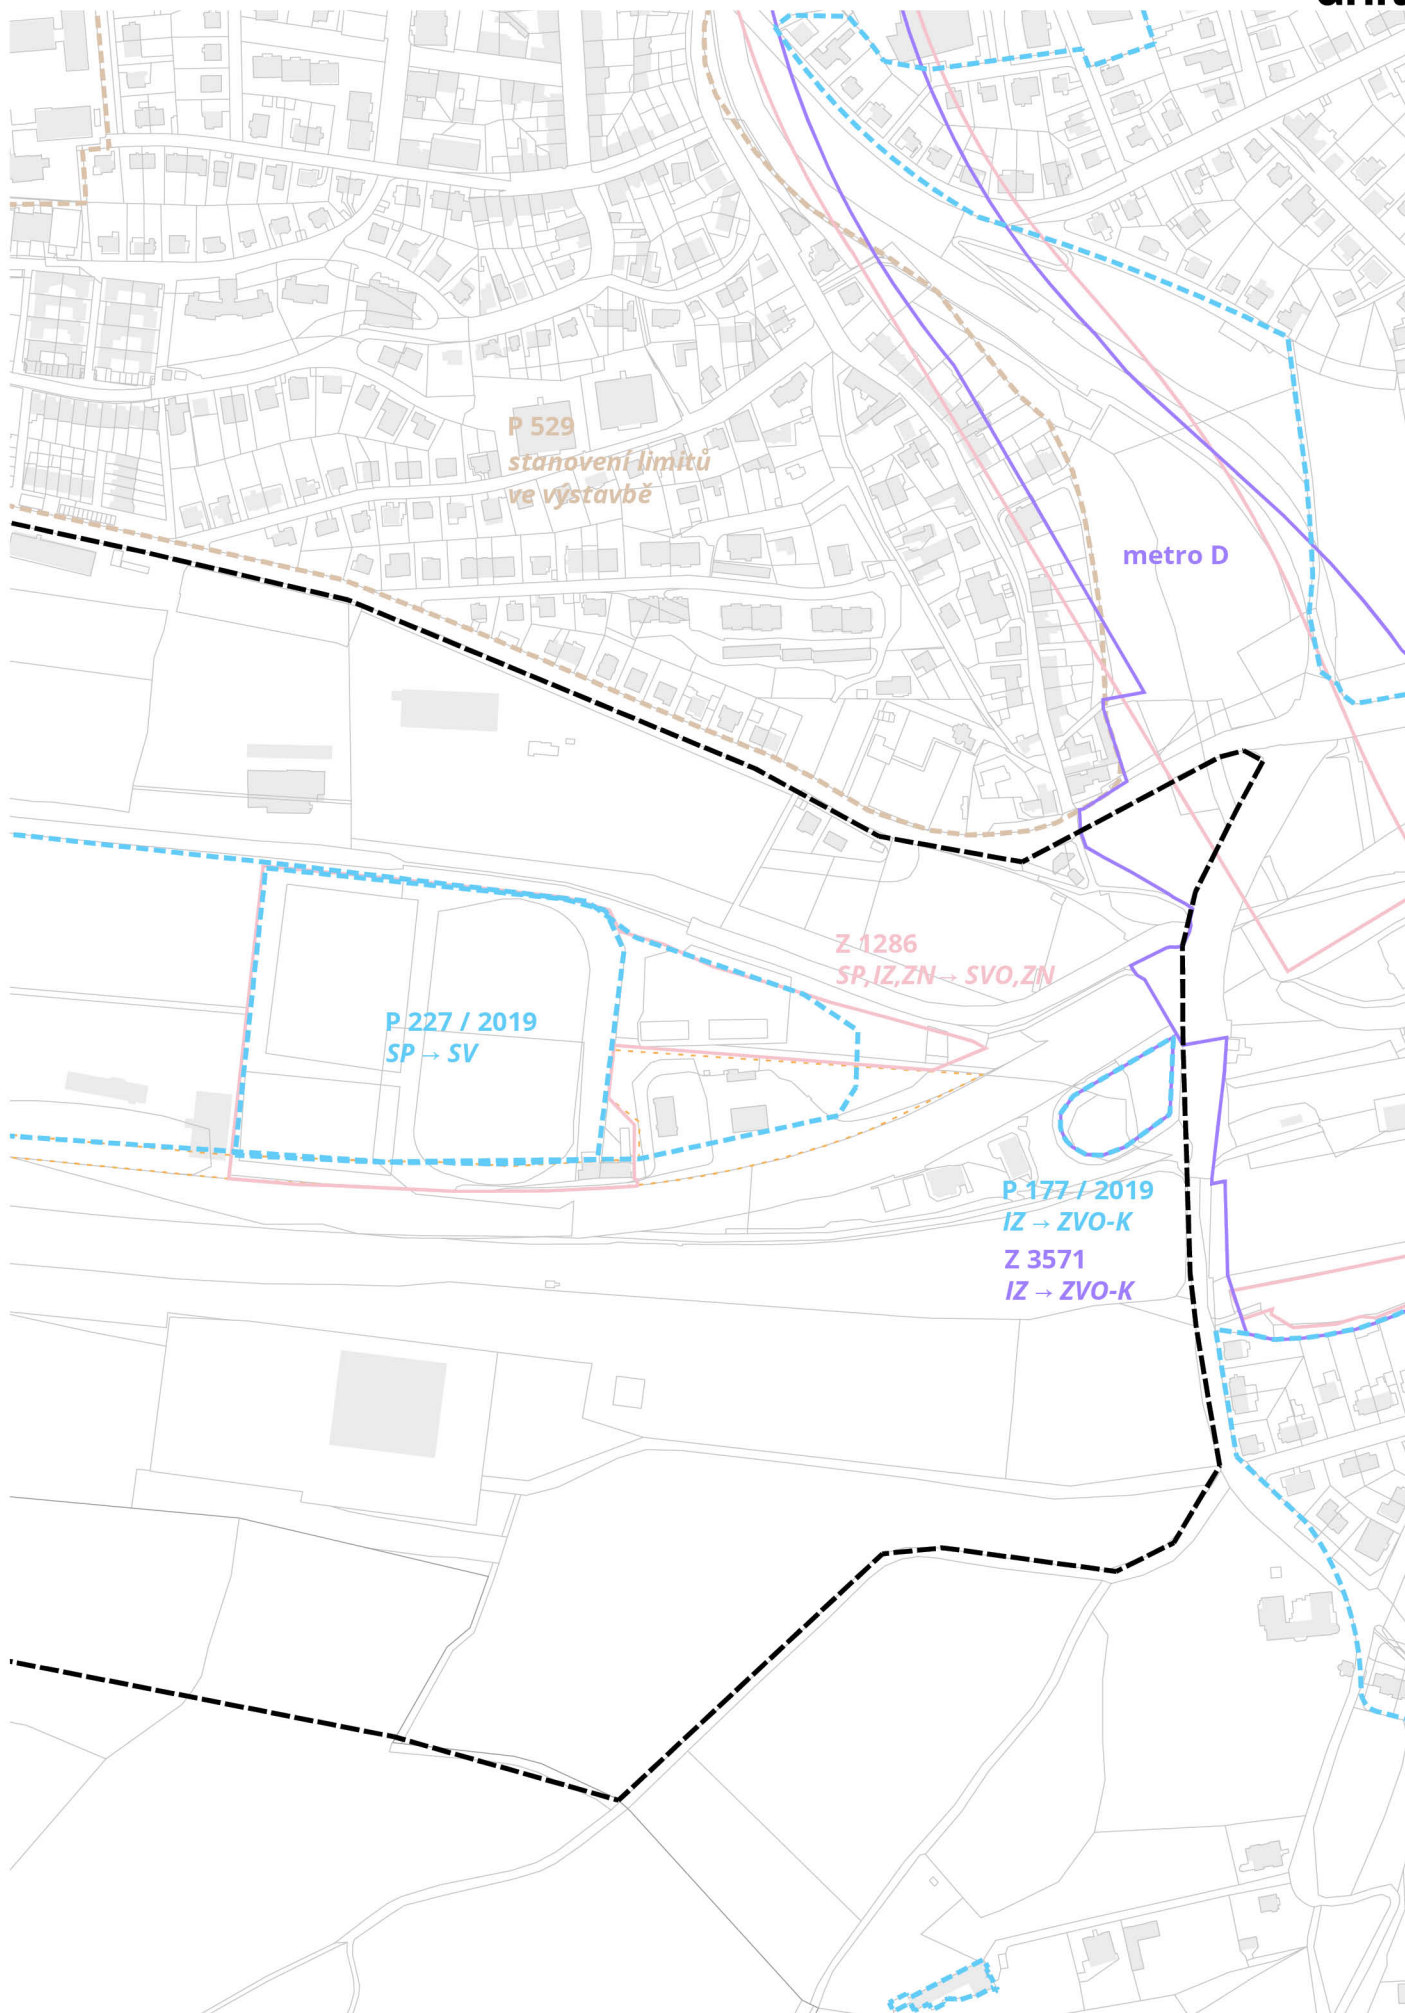 P 529
stanovení limitů
ve výstavbě
metro D
Z 1286
SP,IZ,ZN → SVO,ZN
P 227 / 2019
SP → SV
P 177 / 2019
IZ → ZVO-K
Z 3571
IZ → ZVO-K